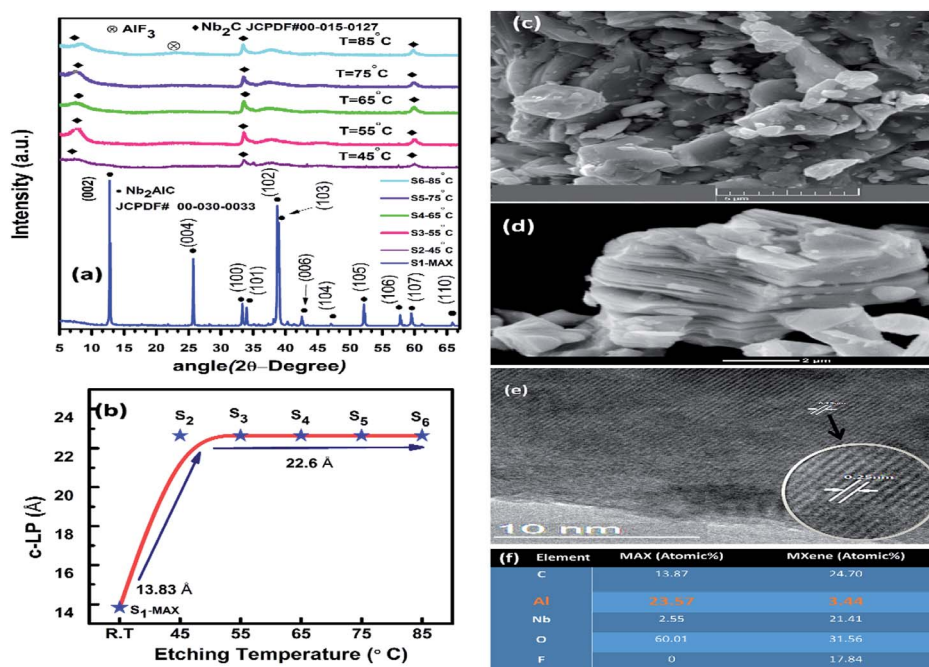 ⊗ AlF₃
◆ Nb₂C JCPDF#00-015-0127
T=85°C
T=75°C
T=65°C
T=55°C
T=45°C
Intensity (a.u.)
(002)
• Nb₂AlC
JCPDF# 00-030-0033
(004)
(100)
(101)
(102)
(103)
(006)
(104)
(105)
(106)
(107)
(110)
S6-85° C
S5-75° C
S4-65° C
S3-55° C
S2-45° C
S1-MAX
(a)
5 10 15 20 25 30 35 40 45 50 55 60 65
angle(2θ–Degree)
(b)
c-LP (Å)
24
22
20
18
16
14
S₂ S₃ S₄ S₅ S₆
22.6 Å
13.83 Å
S₁-MAX
R.T 45 55 65 75 85
Etching Temperature (° C)
(c)
5 µm
(d)
2 µm
(e)
0.25nm
10 nm
(f) Element MAX (Atomic%) MXene (Atomic%)
C 13.87 24.70
Al 23.57 3.44
Nb 2.55 21.41
O 60.01 31.56
F 0 17.84